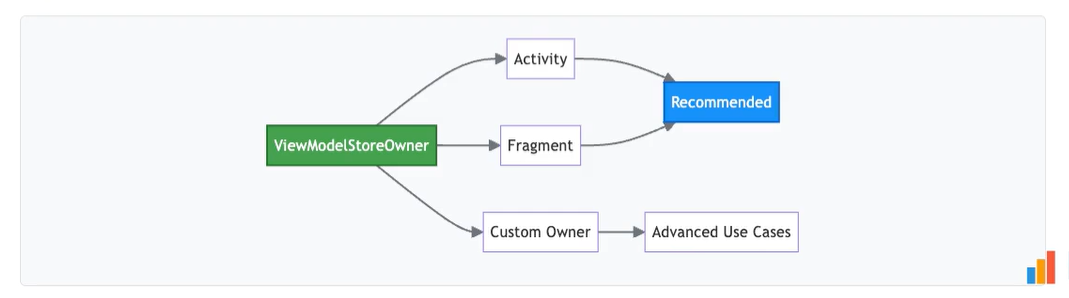 Activity
Recommended
ViewModelStoreOwner
Fragment
Custom Owner
Advanced Use Cases